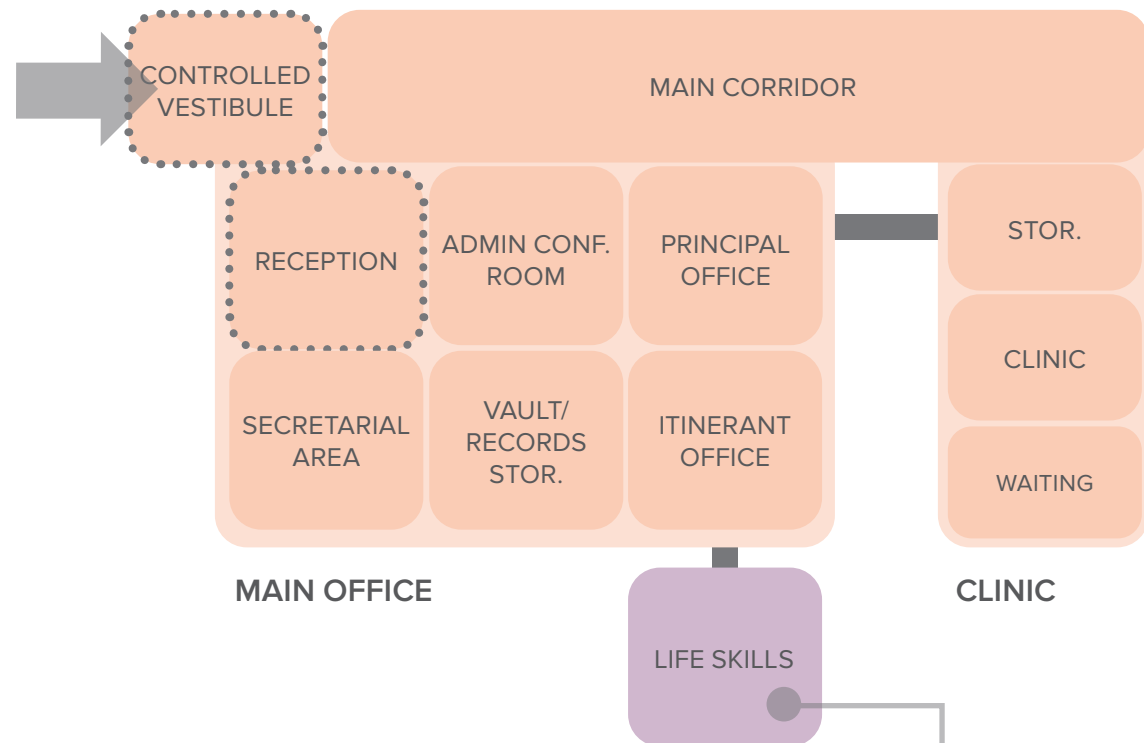 CONTROLLED
VESTIBULE
MAIN CORRIDOR
RECEPTION
ADMIN CONF.
ROOM
PRINCIPAL
OFFICE
STOR.
CLINIC
SECRETARIAL
AREA
VAULT/
RECORDS
STOR.
ITINERANT
OFFICE
WAITING
MAIN OFFICE
CLINIC
LIFE SKILLS